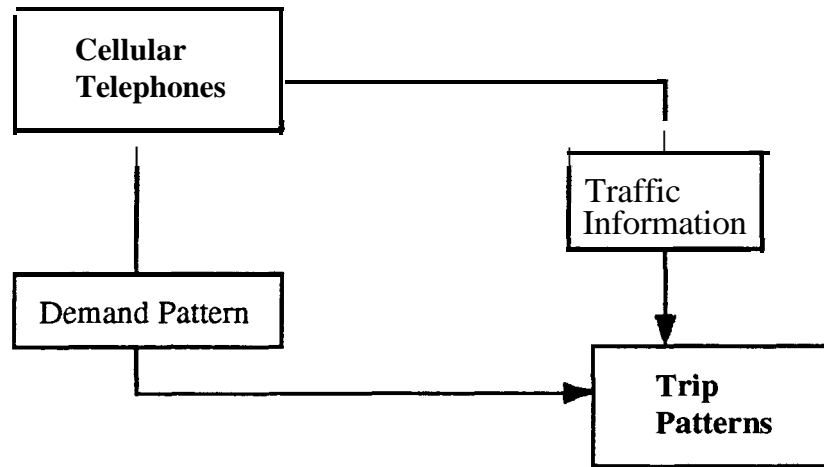 Cellular
Telephones
Traffic
Information
Demand Pattern
Trip
Patterns